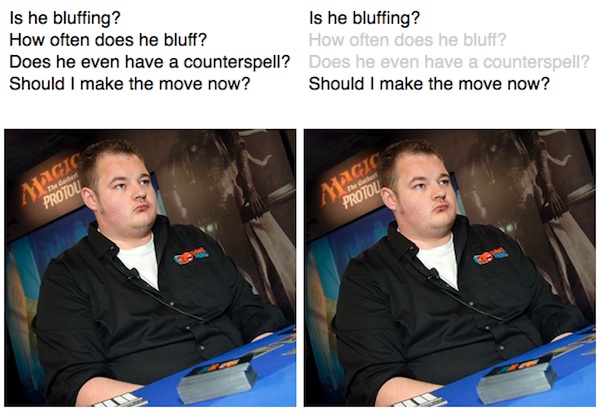 Is he bluffing?
How often does he bluff?
Does he even have a counterspell?
Should I make the move now?
Is he bluffing?
How often does he bluff?
Does he even have a counterspell?
Should I make the move now?
MAGIC
The Gathering
PROTOU
MAGIC
The Gathering
PROTOU